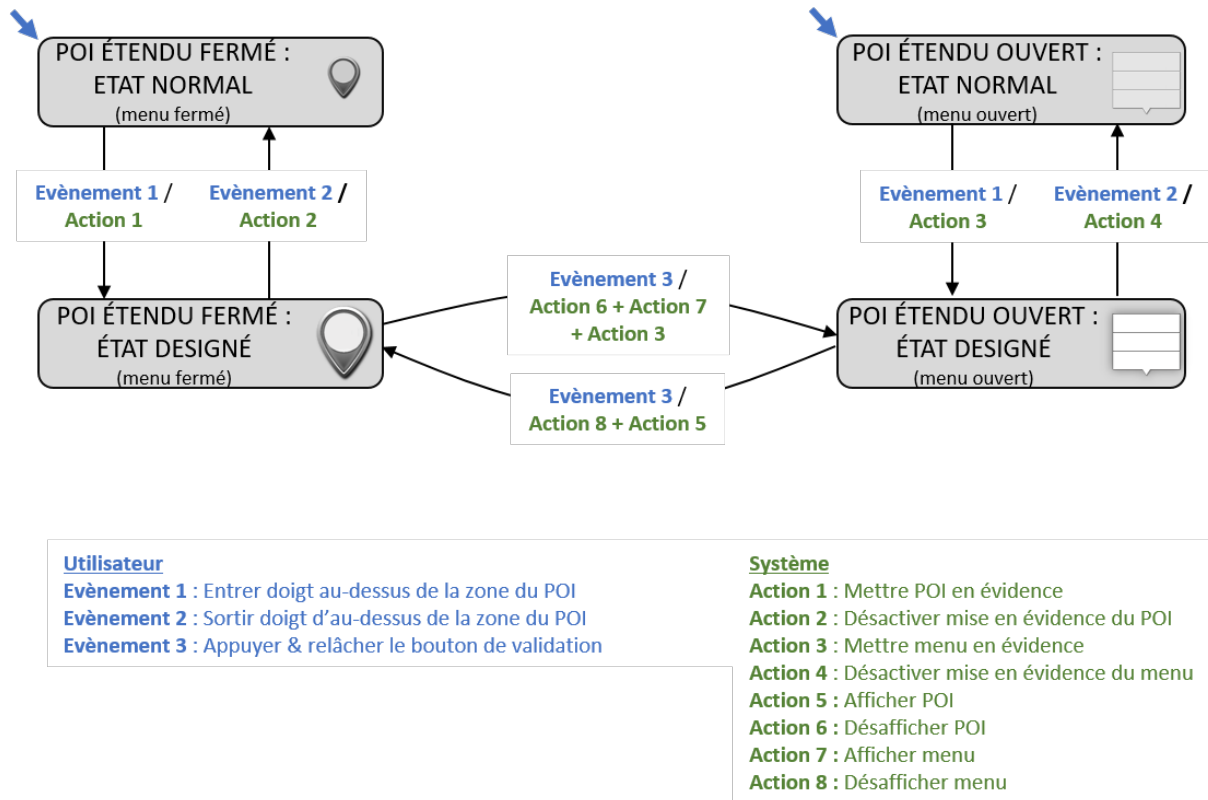 POI ÉTENDU FERMÉ :
ETAT NORMAL
(menu fermé)
POI ÉTENDU OUVERT :
ETAT NORMAL
(menu ouvert)
Evènement 1 /
Action 1
Evènement 2 /
Action 2
Evènement 1 /
Action 3
Evènement 2 /
Action 4
Evènement 3 /
Action 6 + Action 7
+ Action 3
POI ÉTENDU FERMÉ :
ÉTAT DESIGNÉ
(menu fermé)
POI ÉTENDU OUVERT :
ÉTAT DESIGNÉ
(menu ouvert)
Evènement 3 /
Action 8 + Action 5
Utilisateur
Evènement 1 : Entrer doigt au-dessus de la zone du POI
Evènement 2 : Sortir doigt d'au-dessus de la zone du POI
Evènement 3 : Appuyer & relâcher le bouton de validation
Système
Action 1 : Mettre POI en évidence
Action 2 : Désactiver mise en évidence du POI
Action 3 : Mettre menu en évidence
Action 4 : Désactiver mise en évidence du menu
Action 5 : Afficher POI
Action 6 : Désafficher POI
Action 7 : Afficher menu
Action 8 : Désafficher menu